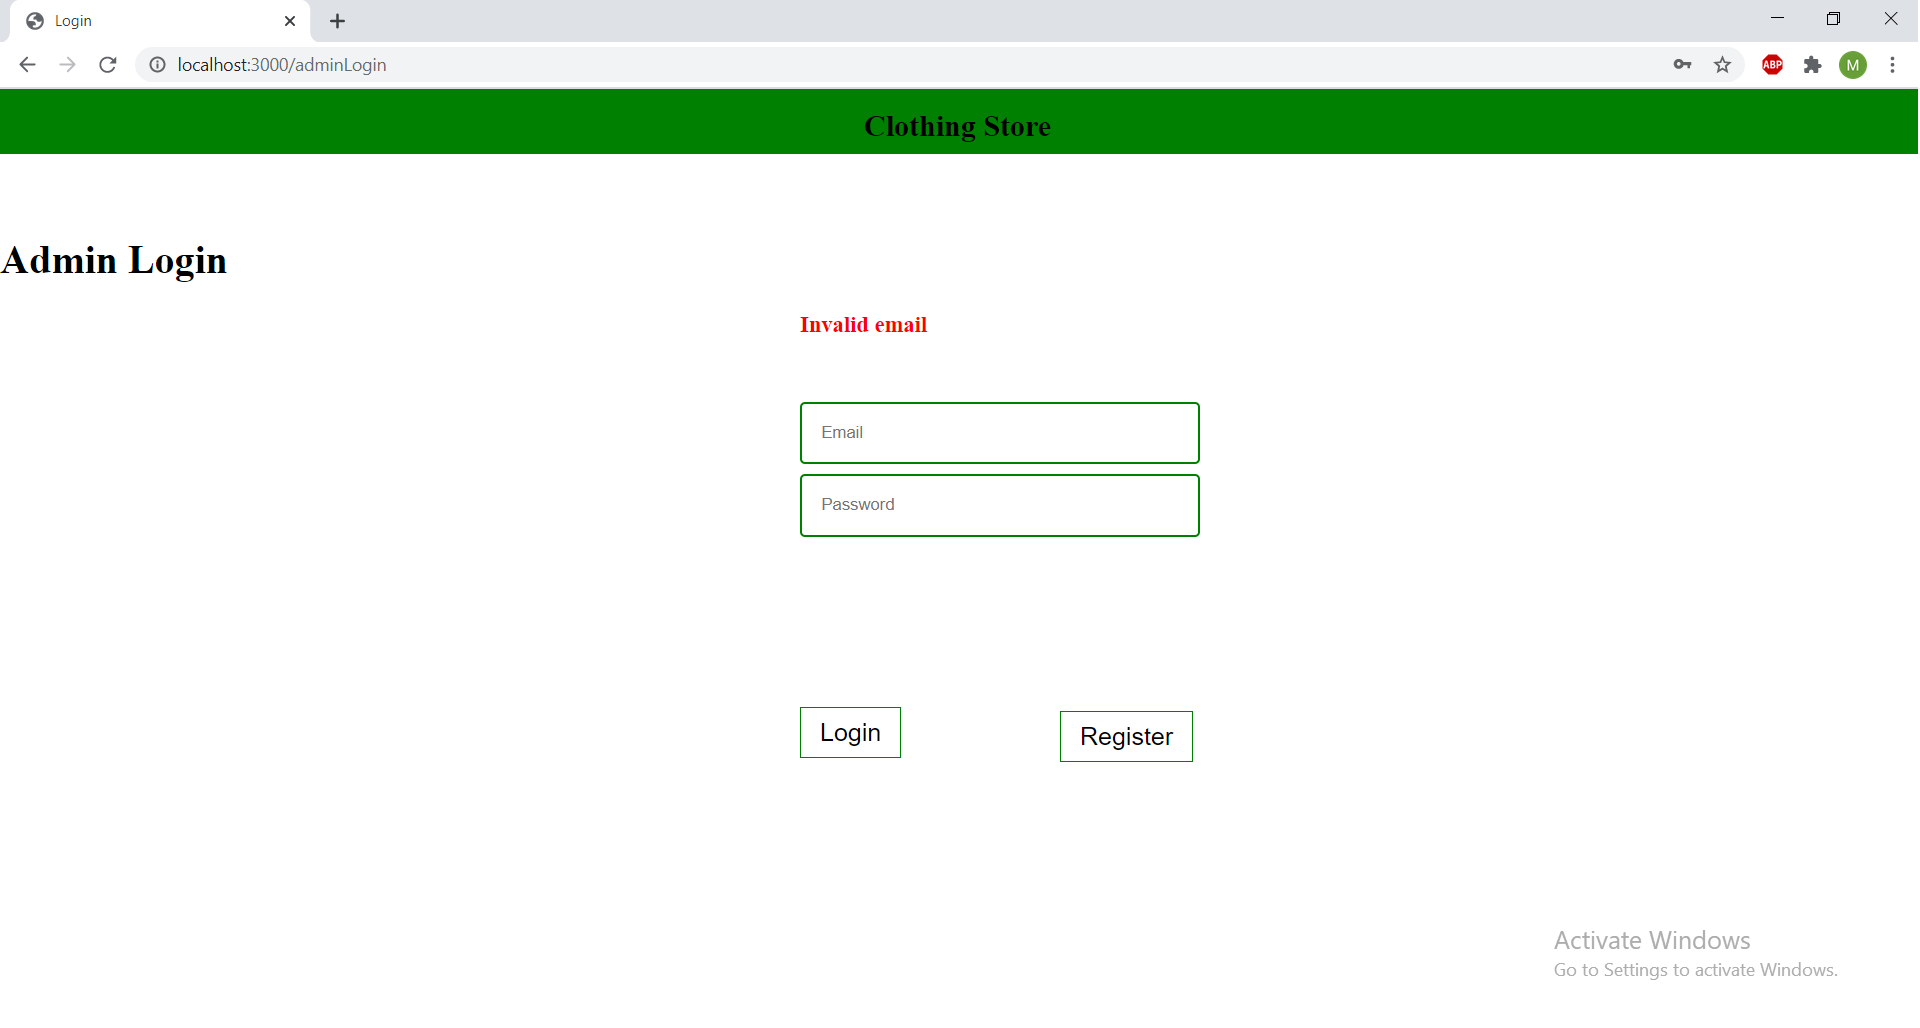 Login
localhost:3000/adminLogin
ABP
M
Clothing Store
Admin Login
Invalid email
Email
Password
Login
Register
Activate Windows
Go to Settings to activate Windows.